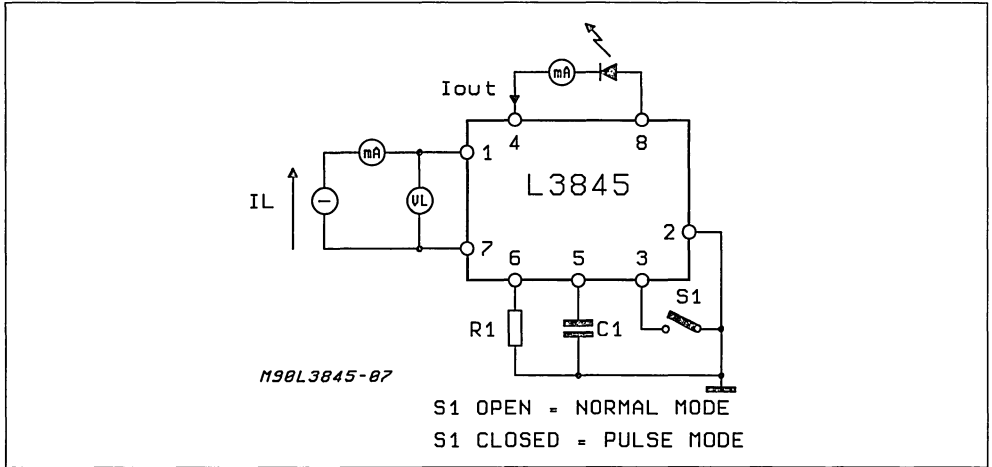 Iout
mA
4
8
mA
1
L3845
IL
VL
2
7
6
5
3
S1
R1
C1
M90L3845-07
S1 OPEN = NORMAL MODE
S1 CLOSED = PULSE MODE